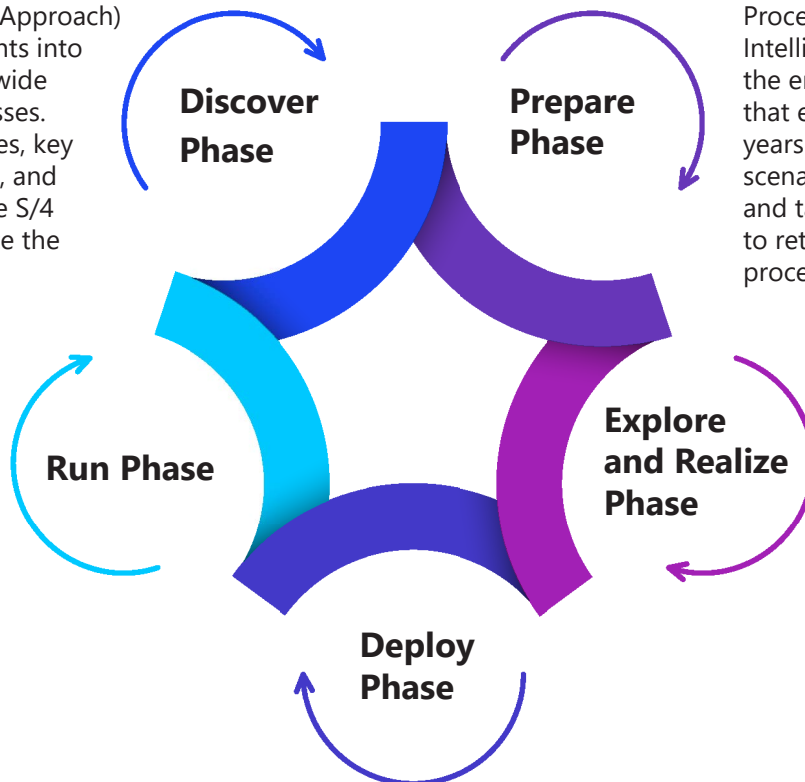 Approach)
nts into
wide
sses.
es, key
, and
e S/4
e the
Discover
Phase
Prepare
Phase
Proce
Intelli
the e
that e
years
scena
and ta
to ret
proce
Explore
and Realize
Phase
Run Phase
Deploy
Phase